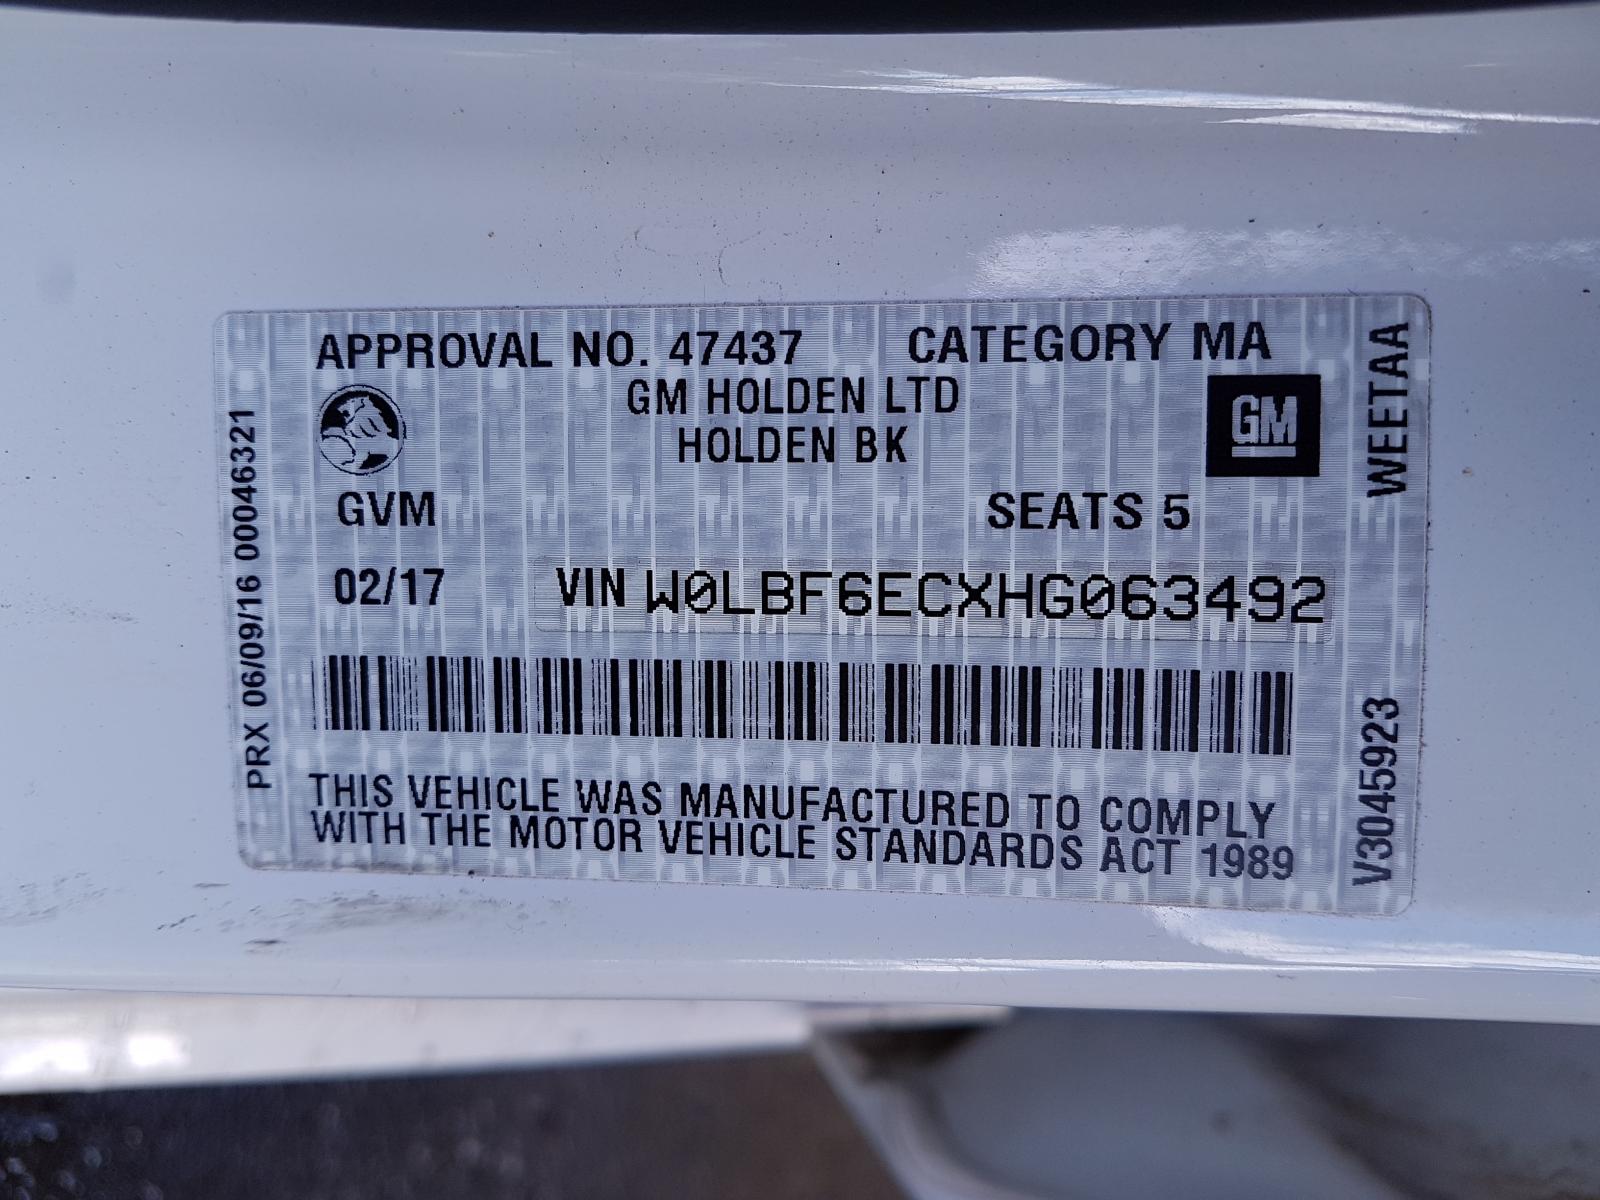 APPROVAL NO. 47437 CATEGORY MA
GM HOLDEN LTD
HOLDEN BK
GM
GVM SEATS 5
02/17 VIN W0LBF6ECXHG063492
THIS VEHICLE WAS MANUFACTURED TO COMPLY
WITH THE MOTOR VEHICLE STANDARDS ACT 1989
PRX 06/09/16 00046321
V3045923 WEETAA